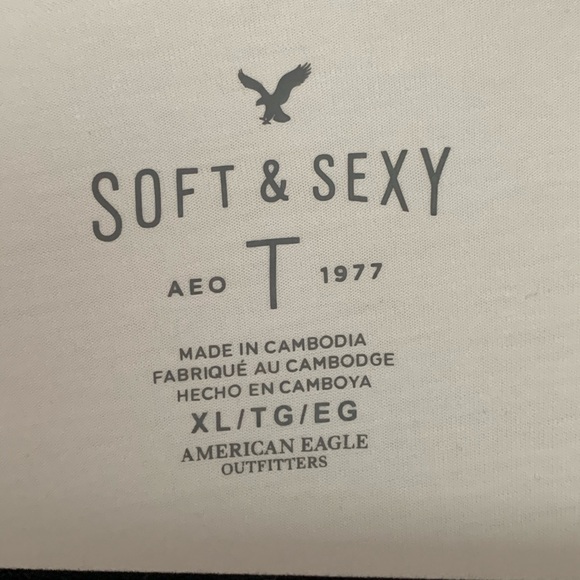 SOFT & SEXY
AEO T 1977
MADE IN CAMBODIA
FABRIQUÉ AU CAMBODGE
HECHO EN CAMBOYA
XL/TG/EG
AMERICAN EAGLE
OUTFITTERS